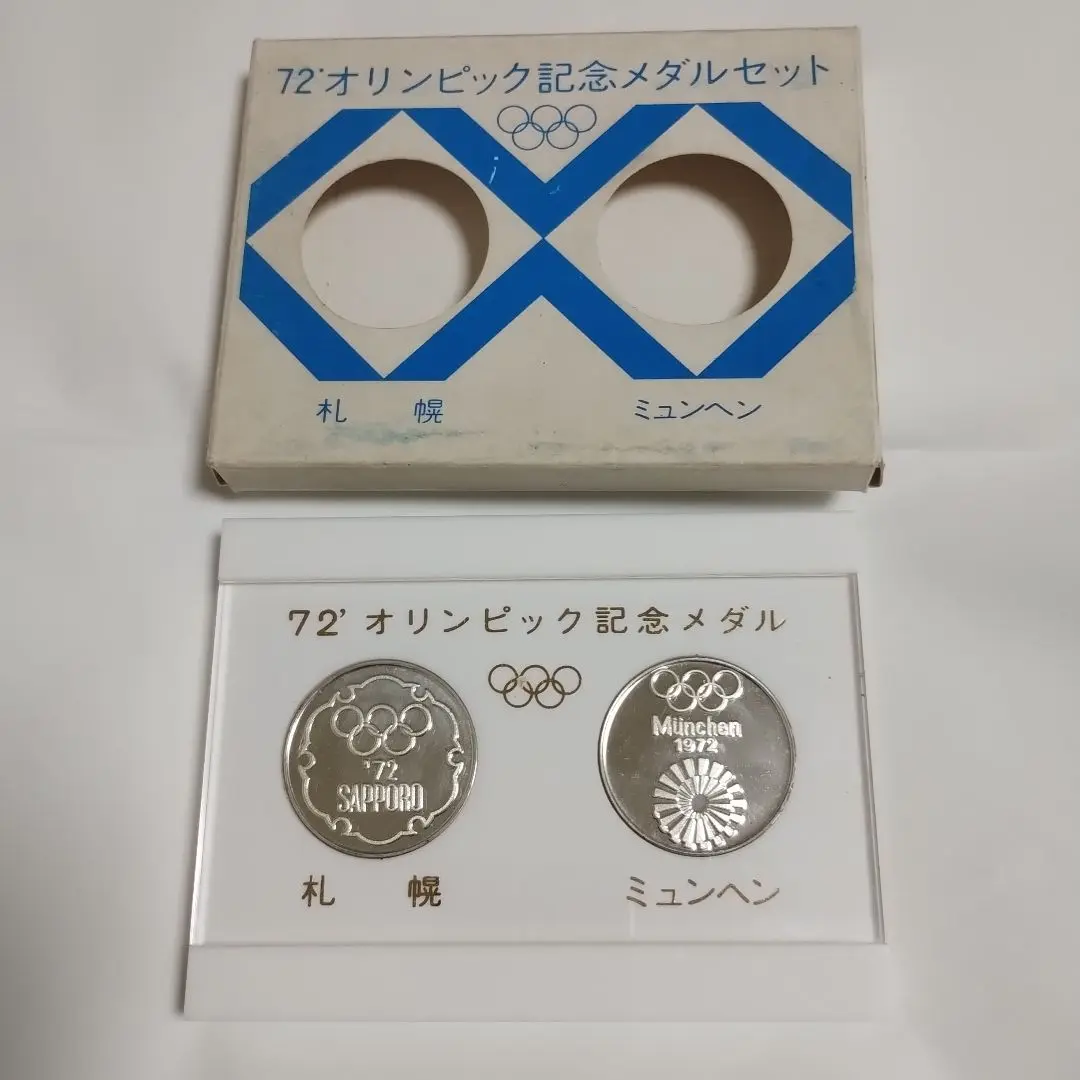 72'オリンピック記念メダルセット
札 幌
ミュンヘン
72' オリンピック記念メダル
'72
SAPPORO
München
1972
札 幌
ミュンヘン